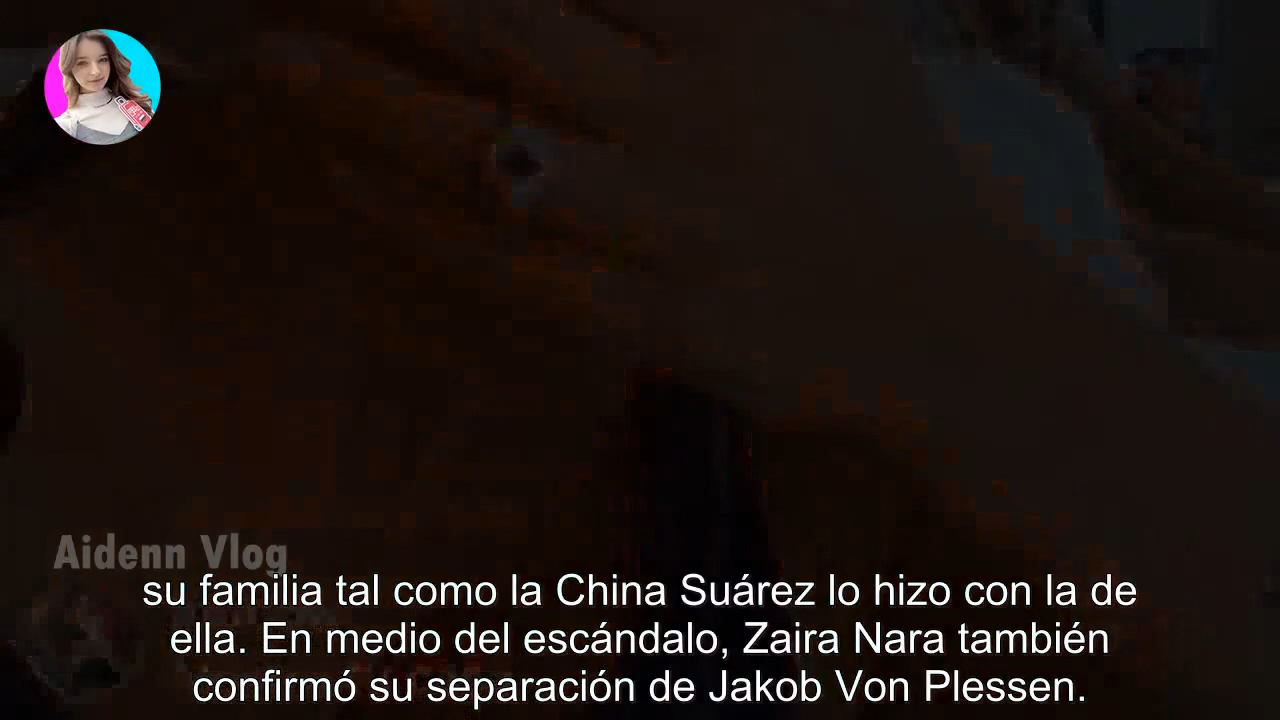 Aidenn Vlog
su familia tal como la China Suárez lo hizo con la de
ella. En medio del escándalo, Zaira Nara también
confirmó su separación de Jakob Von Plessen.